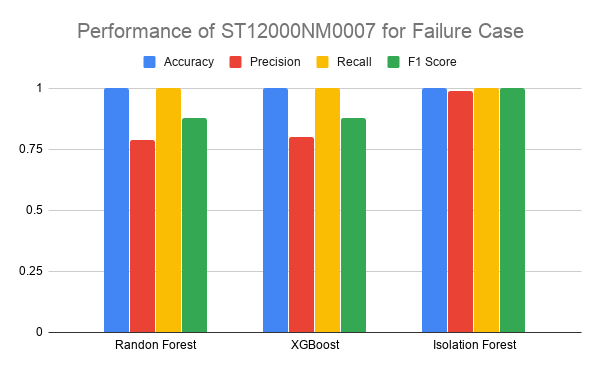 Performance of ST12000NM0007 for Failure Case
Accuracy Precision Recall F1 Score
1
0.75
0.5
0.25
0
Randon Forest XGBoost Isolation Forest